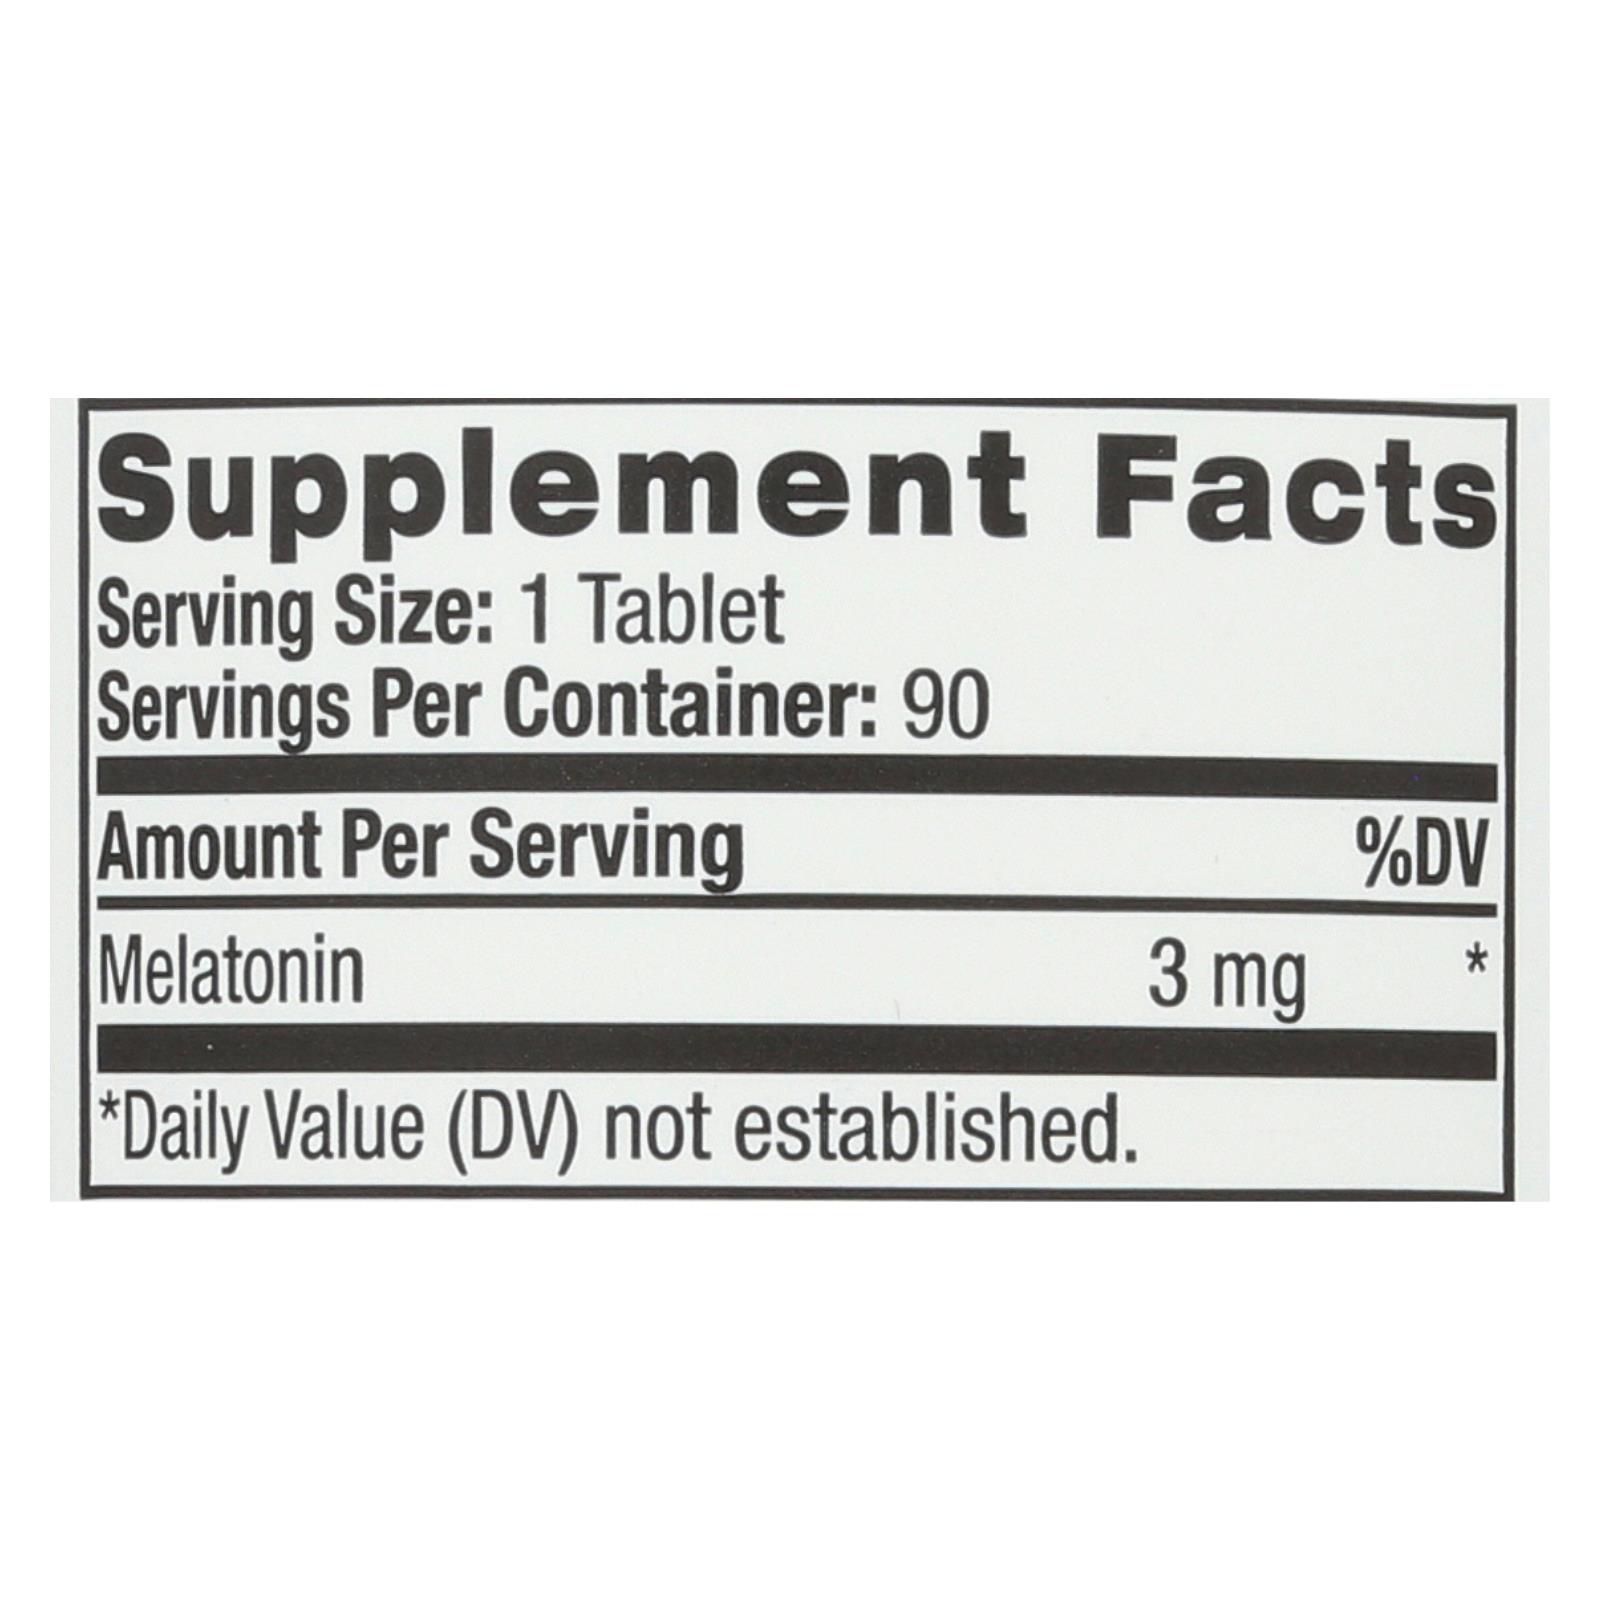 Supplement Facts
Serving Size: 1 Tablet
Servings Per Container: 90
Amount Per Serving %DV
Melatonin 3 mg *
*Daily Value (DV) not established.